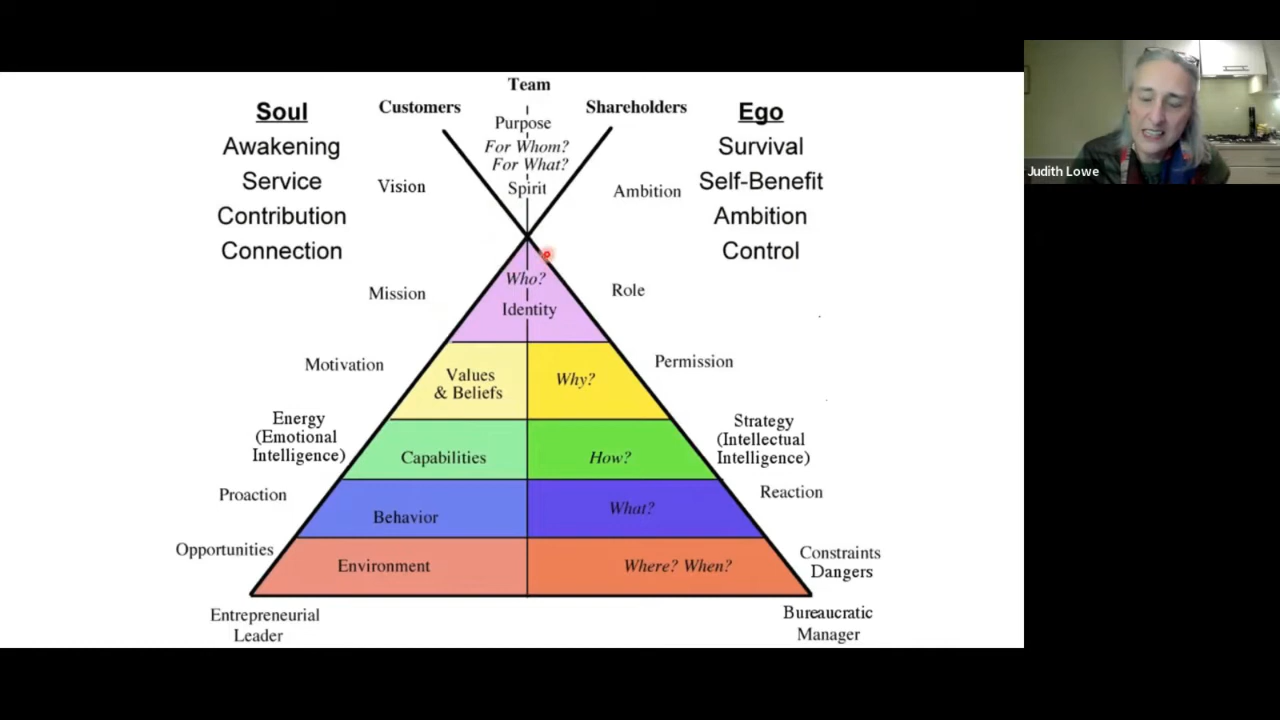 Team
Customers
Shareholders
Soul
Awakening
Service
Contribution
Connection
Purpose
For Whom?
For What?
Spirit
Vision
Ambition
Ego
Survival
Self-Benefit
Ambition
Control
Judith Lowe
Who?
Identity
Mission
Role
Motivation
Values
& Beliefs
Why?
Permission
Energy
(Emotional
Intelligence)
Capabilities
How?
Strategy
(Intellectual
Intelligence)
Proaction
Behavior
What?
Reaction
Opportunities
Environment
Where? When?
Constraints
Dangers
Entrepreneurial
Leader
Bureaucratic
Manager